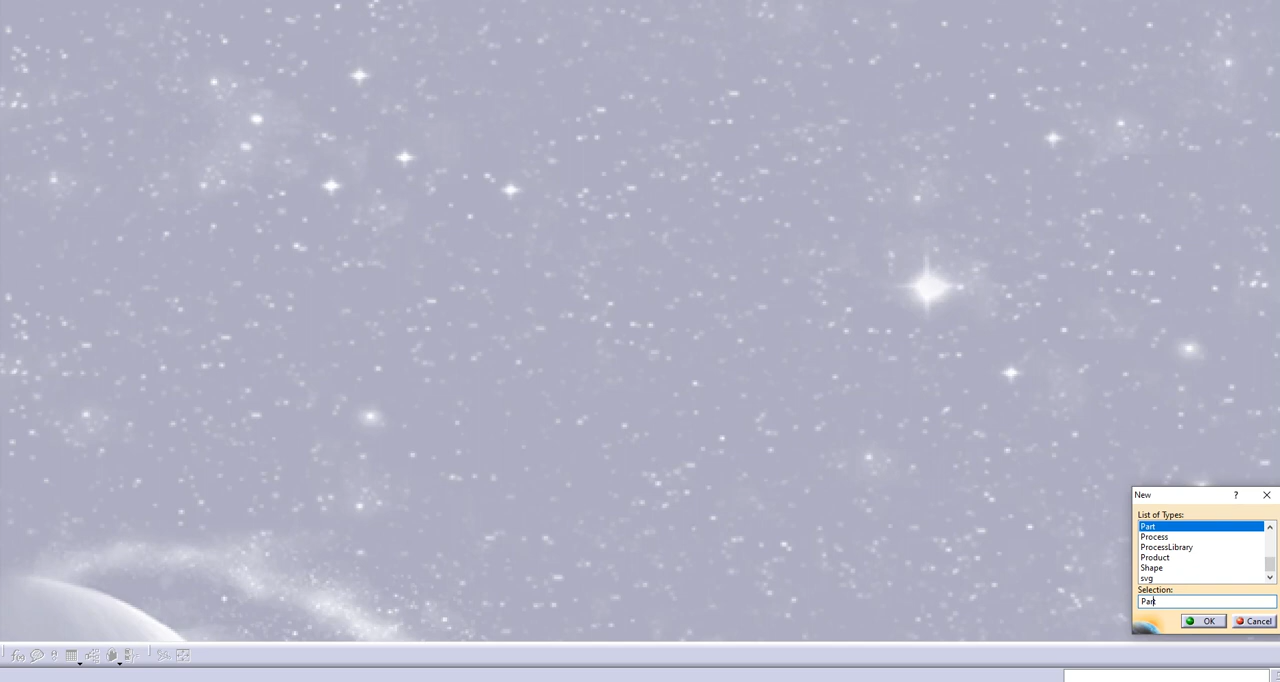 New ?
List of Types:
Part
Process
ProcessLibrary
Product
Shape
svg
Selection:
Part
OK Cancel
f(x)